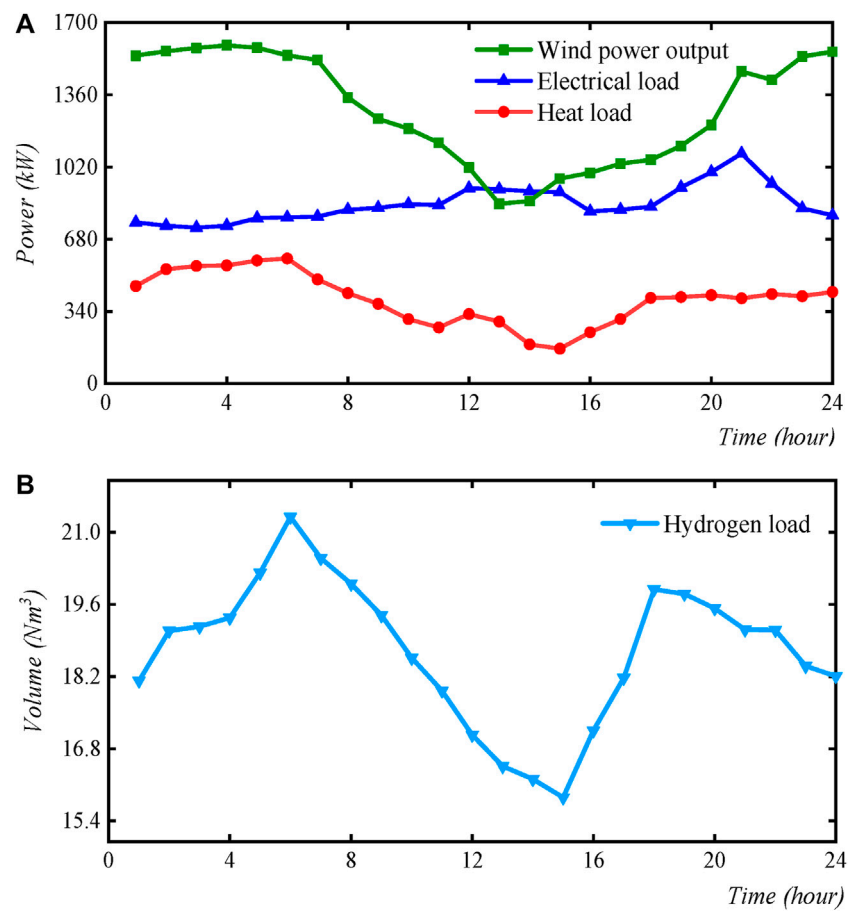 A
1700
1360
1020
680
340
0
Power (kW)
Wind power output
Electrical load
Heat load
0 4 8 12 16 20 24
Time (hour)
B
21.0
19.6
18.2
16.8
15.4
Volume (Nm³)
Hydrogen load
0 4 8 12 16 20 24
Time (hour)